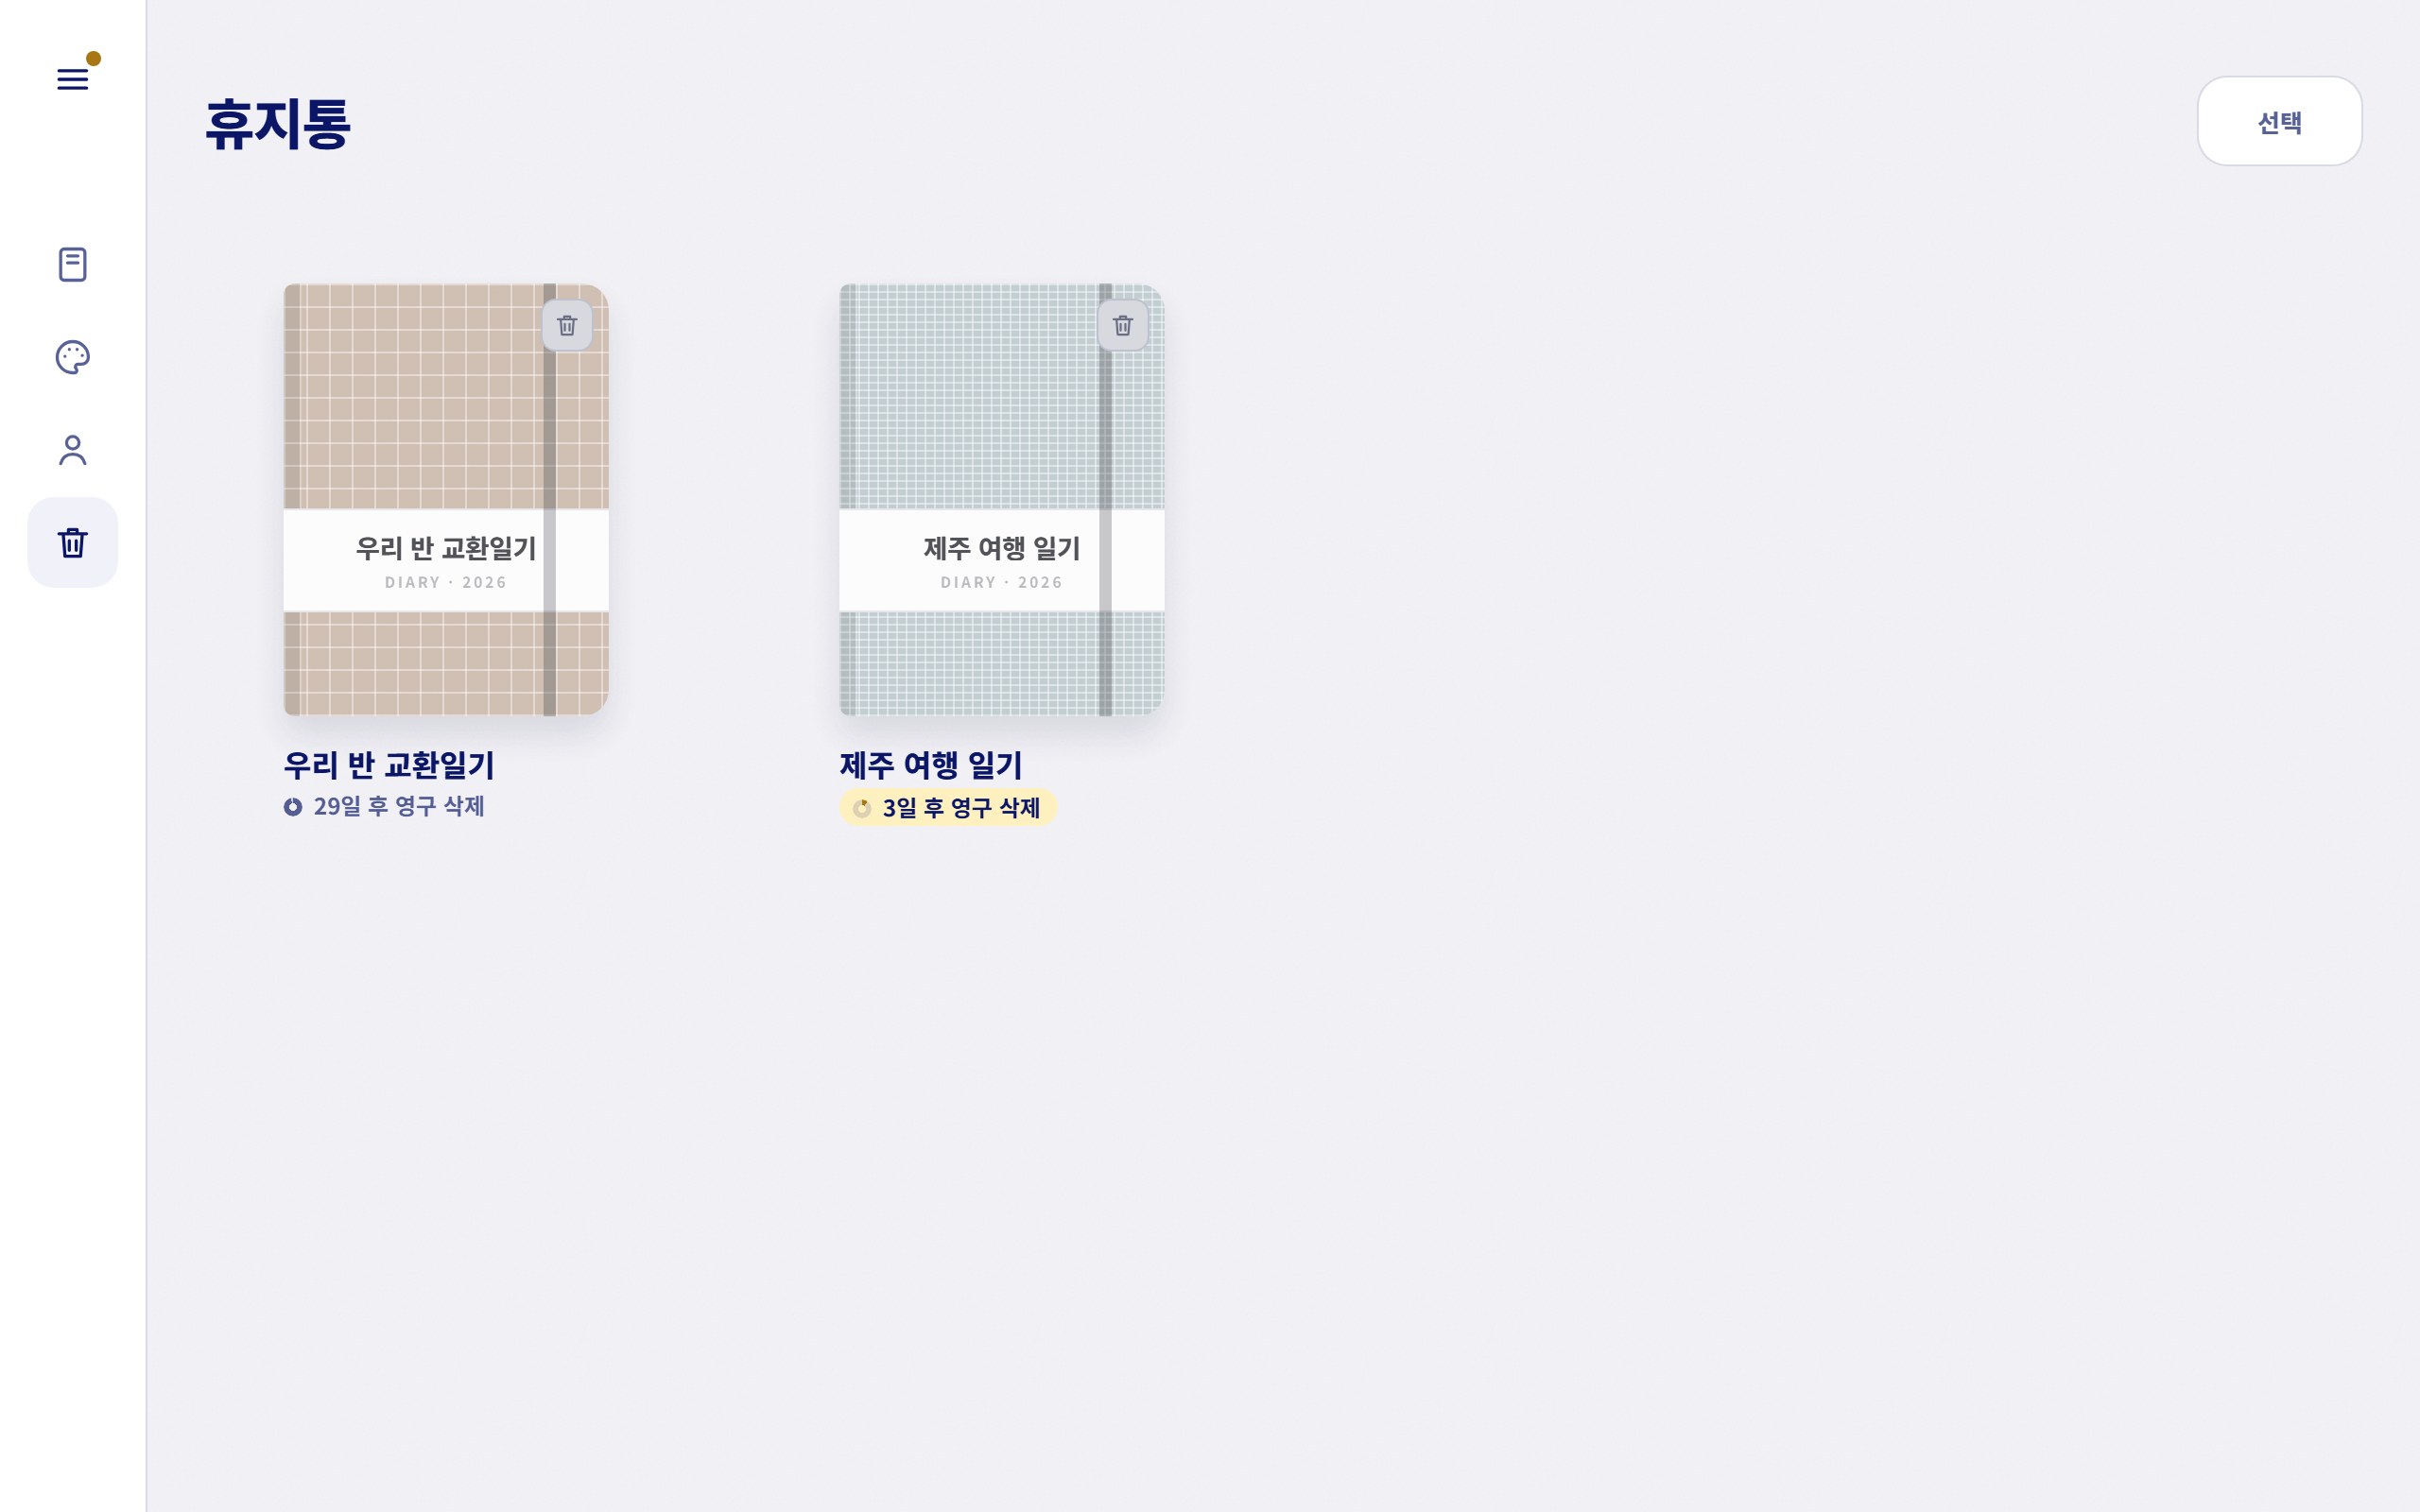 휴지통
선택
우리 반 교환일기
DIARY · 2026
우리 반 교환일기
29일 후 영구 삭제
제주 여행 일기
DIARY · 2026
제주 여행 일기
3일 후 영구 삭제